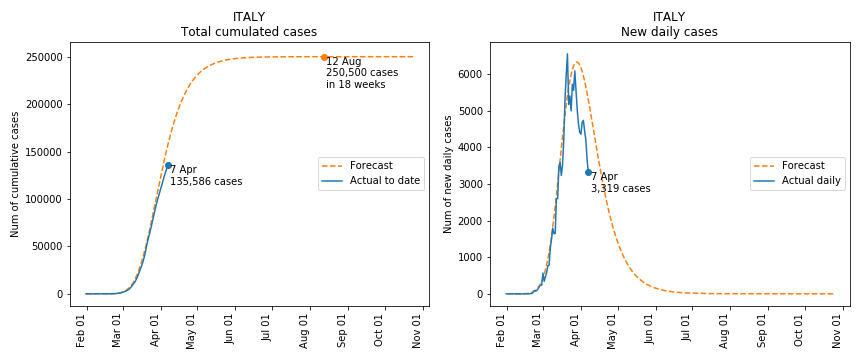 ITALY
Total cumulated cases
Num of cumulative cases
250000
200000
150000
100000
50000
0
12 Aug
250,500 cases
in 18 weeks
7 Apr
135,586 cases
Forecast
Actual to date
Feb 01
Mar 01
Apr 01
May 01
Jun 01
Jul 01
Aug 01
Sep 01
Oct 01
Nov 01
ITALY
New daily cases
Num of new daily cases
6000
5000
4000
3000
2000
1000
0
7 Apr
3,319 cases
Forecast
Actual daily
Feb 01
Mar 01
Apr 01
May 01
Jun 01
Jul 01
Aug 01
Sep 01
Oct 01
Nov 01